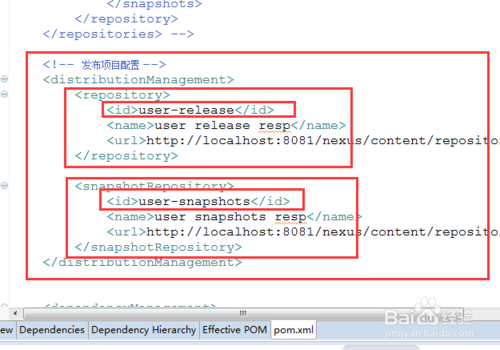 </snapshots>
</repository>
</repositories> -->
<!-- 发布项目配置 -->
<distributionManagement>
<repository>
<id>user-release</id>
<name>user release resp</name>
<url>http://localhost:8081/nexus/content/reposito
</repository>
<snapshotRepository>
<id>user-snapshots</id>
<name>user snapshots resp</name>
<url>http://localhost:8081/nexus/content/reposito
</snapshotRepository>
</distributionManagement>
<dependencyManagement>
ew Dependencies Dependency Hierarchy Effective POM pom.xml
Baidu 经验
jingyan.baidu.com